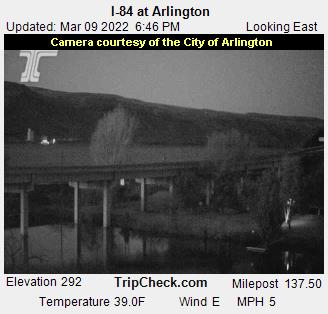 I-84 at Arlington
Updated: Mar 09 2022 6:46 PM Looking East
Camera courtesy of the City of Arlington
Elevation 292 TripCheck.com Milepost 137.50
Temperature 39.0F Wind E MPH 5